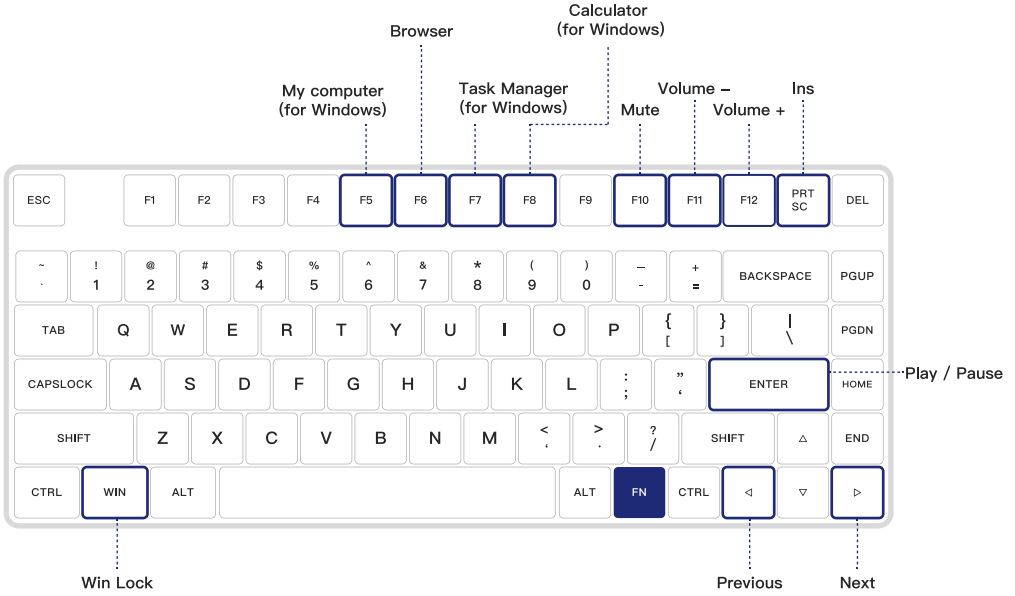 Calculator
(for Windows)
Browser
My computer
(for Windows)
Task Manager
(for Windows)
Volume –
Ins
Mute
Volume +
ESC F1 F2 F3 F4 F5 F6 F7 F8 F9 F10 F11 F12 PRT SC DEL
~ ! @ # $ % ^ & * ( ) — +
` 1 2 3 4 5 6 7 8 9 0 - = BACKSPACE PGUP
TAB Q W E R T Y U I O P { [ } ] | \ PGDN
CAPSLOCK A S D F G H J K L : ; ” ‘ ENTER HOME
Play / Pause
SHIFT Z X C V B N M < ‘ > · ? / SHIFT △ END
CTRL WIN ALT ALT FN CTRL ◁ ▽ ▷
Win Lock
Previous
Next